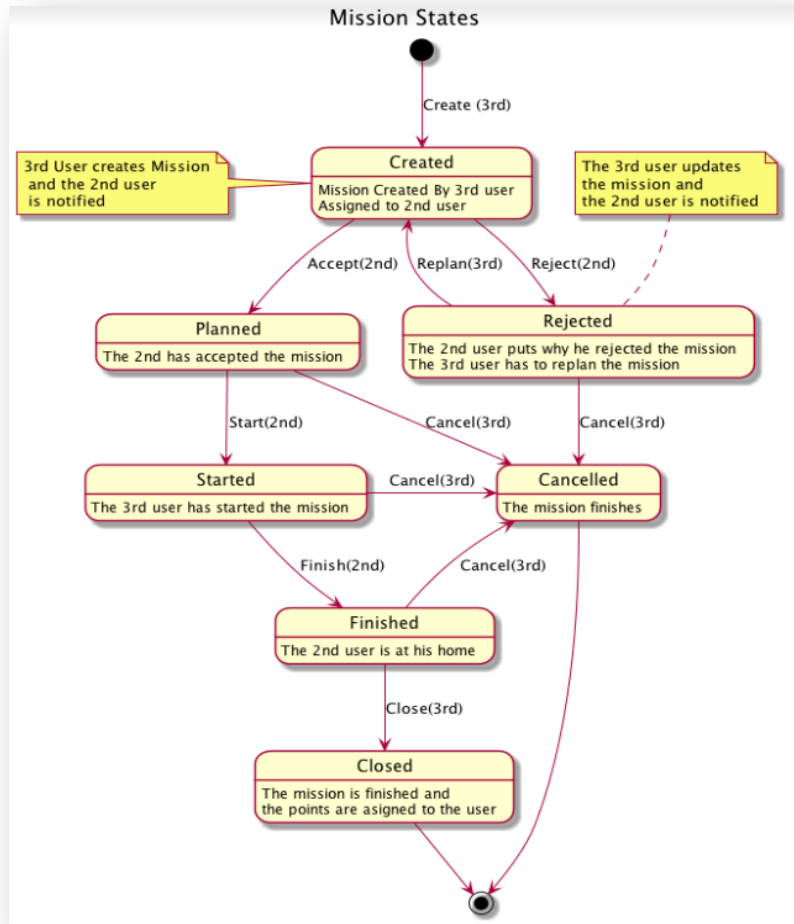 Mission States
Create (3rd)
3rd User creates Mission
and the 2nd user
is notified
Created
Mission Created By 3rd user
Assigned to 2nd user
The 3rd user updates
the mission and
the 2nd user is notified
Accept(2nd)
Replan(3rd)
Reject(2nd)
Planned
The 2nd has accepted the mission
Rejected
The 2nd user puts why he rejected the mission
The 3rd user has to replan the mission
Start(2nd)
Cancel(3rd)
Cancel(3rd)
Started
The 3rd user has started the mission
Cancel(3rd)
Cancelled
The mission finishes
Finish(2nd)
Cancel(3rd)
Finished
The 2nd user is at his home
Close(3rd)
Closed
The mission is finished and
the points are asigned to the user